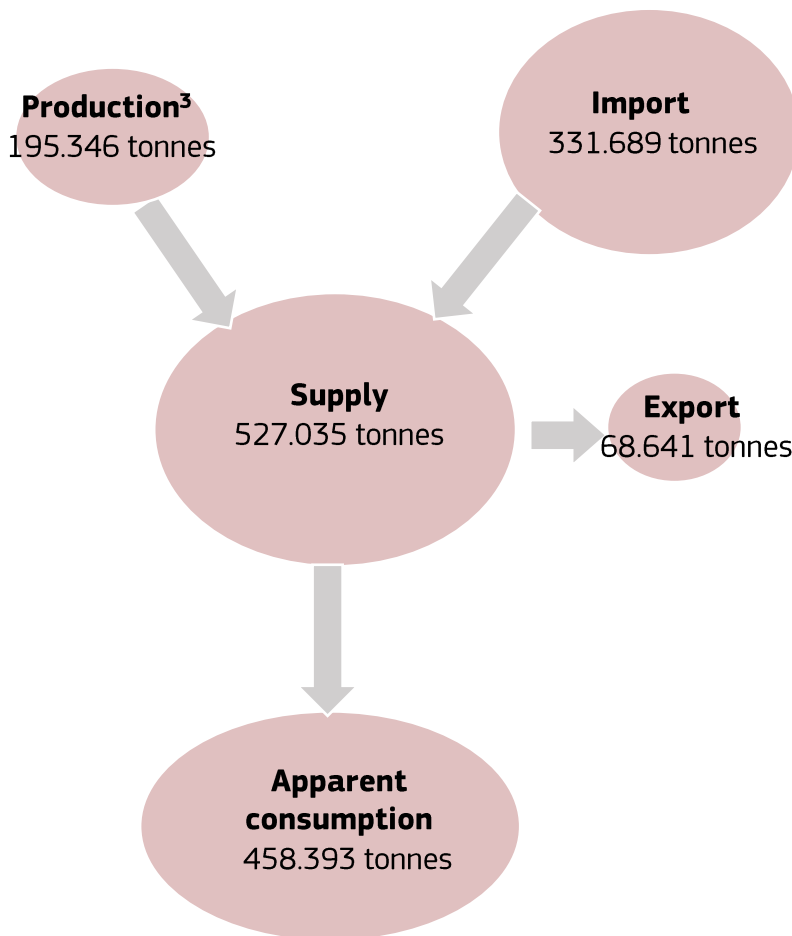 Production³
195.346 tonnes
Import
331.689 tonnes
Supply
527.035 tonnes
Export
68.641 tonnes
Apparent
consumption
458.393 tonnes